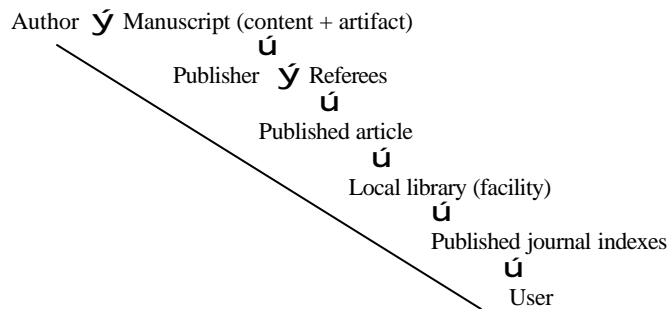 Author ý Manuscript (content + artifact)
ú
Publisher ý Referees
ú
Published article
ú
Local library (facility)
ú
Published journal indexes
ú
User